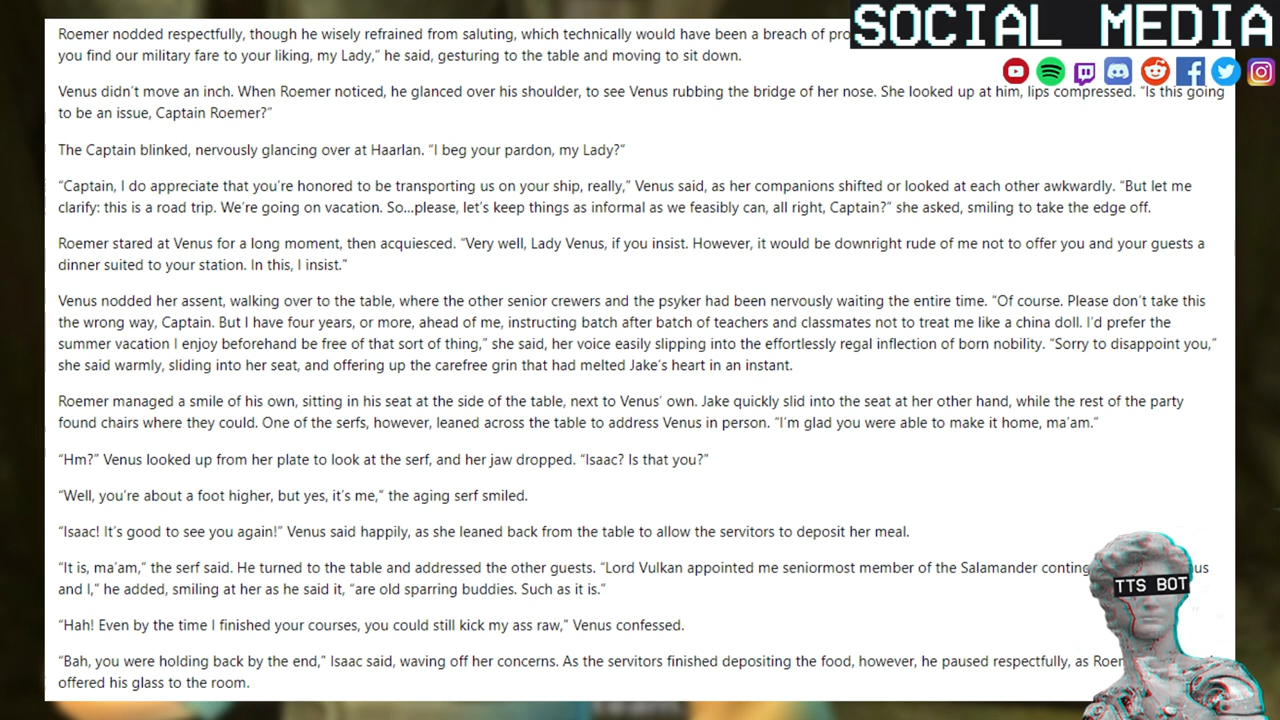 SOCIAL MEDIA
Roemer nodded respectfully, though he wisely refrained from saluting, which technically would have been a breach of
you find our military fare to your liking, my Lady,” he said, gesturing to the table and moving to sit down.
Venus didn’t move an inch. When Roemer noticed, he glanced over his shoulder, to see Venus rubbing the bridge of her nose. She looked up at him, lips compressed. “Is this going
to be an issue, Captain Roemer?”
The Captain blinked, nervously glancing over at Haarlan. “I beg your pardon, my Lady?”
“Captain, I do appreciate that you’re honored to be transporting us on your ship, really,” Venus said, as her companions shifted or looked at each other awkwardly. “But let me
clarify: this is a road trip. We’re going on vacation. So...please, let’s keep things as informal as we feasibly can, all right, Captain?” she asked, smiling to take the edge off.
Roemer stared at Venus for a long moment, then acquiesced. “Very well, Lady Venus, if you insist. However, it would be downright rude of me not to offer you and your guests a
dinner suited to your station. In this, I insist.”
Venus nodded her assent, walking over to the table, where the other senior crewers and the psyker had been nervously waiting the entire time. “Of course. Please don’t take this
the wrong way, Captain. But I have four years, or more, ahead of me, instructing batch after batch of teachers and classmates not to treat me like a china doll. I’d prefer the
summer vacation I enjoy beforehand be free of that sort of thing,” she said, her voice easily slipping into the effortlessly regal inflection of born nobility. “Sorry to disappoint you,”
she said warmly, sliding into her seat, and offering up the carefree grin that had melted Jake’s heart in an instant.
Roemer managed a smile of his own, sitting in his seat at the side of the table, next to Venus’ own. Jake quickly slid into the seat at her other hand, while the rest of the party
found chairs where they could. One of the serfs, however, leaned across the table to address Venus in person. “I’m glad you were able to make it home, ma’am.”
“Hm?” Venus looked up from her plate to look at the serf, and her jaw dropped. “Isaac? Is that you?”
“Well, you’re about a foot higher, but yes, it’s me,” the aging serf smiled.
“Isaac! It’s good to see you again!” Venus said happily, as she leaned back from the table to allow the servitors to deposit her meal.
“It is, ma’am,” the serf said. He turned to the table and addressed the other guests. “Lord Vulkan appointed me seniormost member of the Salamander
and I,” he added, smiling at her as he said it, “are old sparring buddies. Such as it is.”
TTS BOT
“Hah! Even by the time I finished your courses, you could still kick my ass raw,” Venus confessed.
“Bah, you were holding back by the end,” Isaac said, waving off her concerns. As the servitors finished depositing the food, however, he paused respectfully, as
offered his glass to the room.